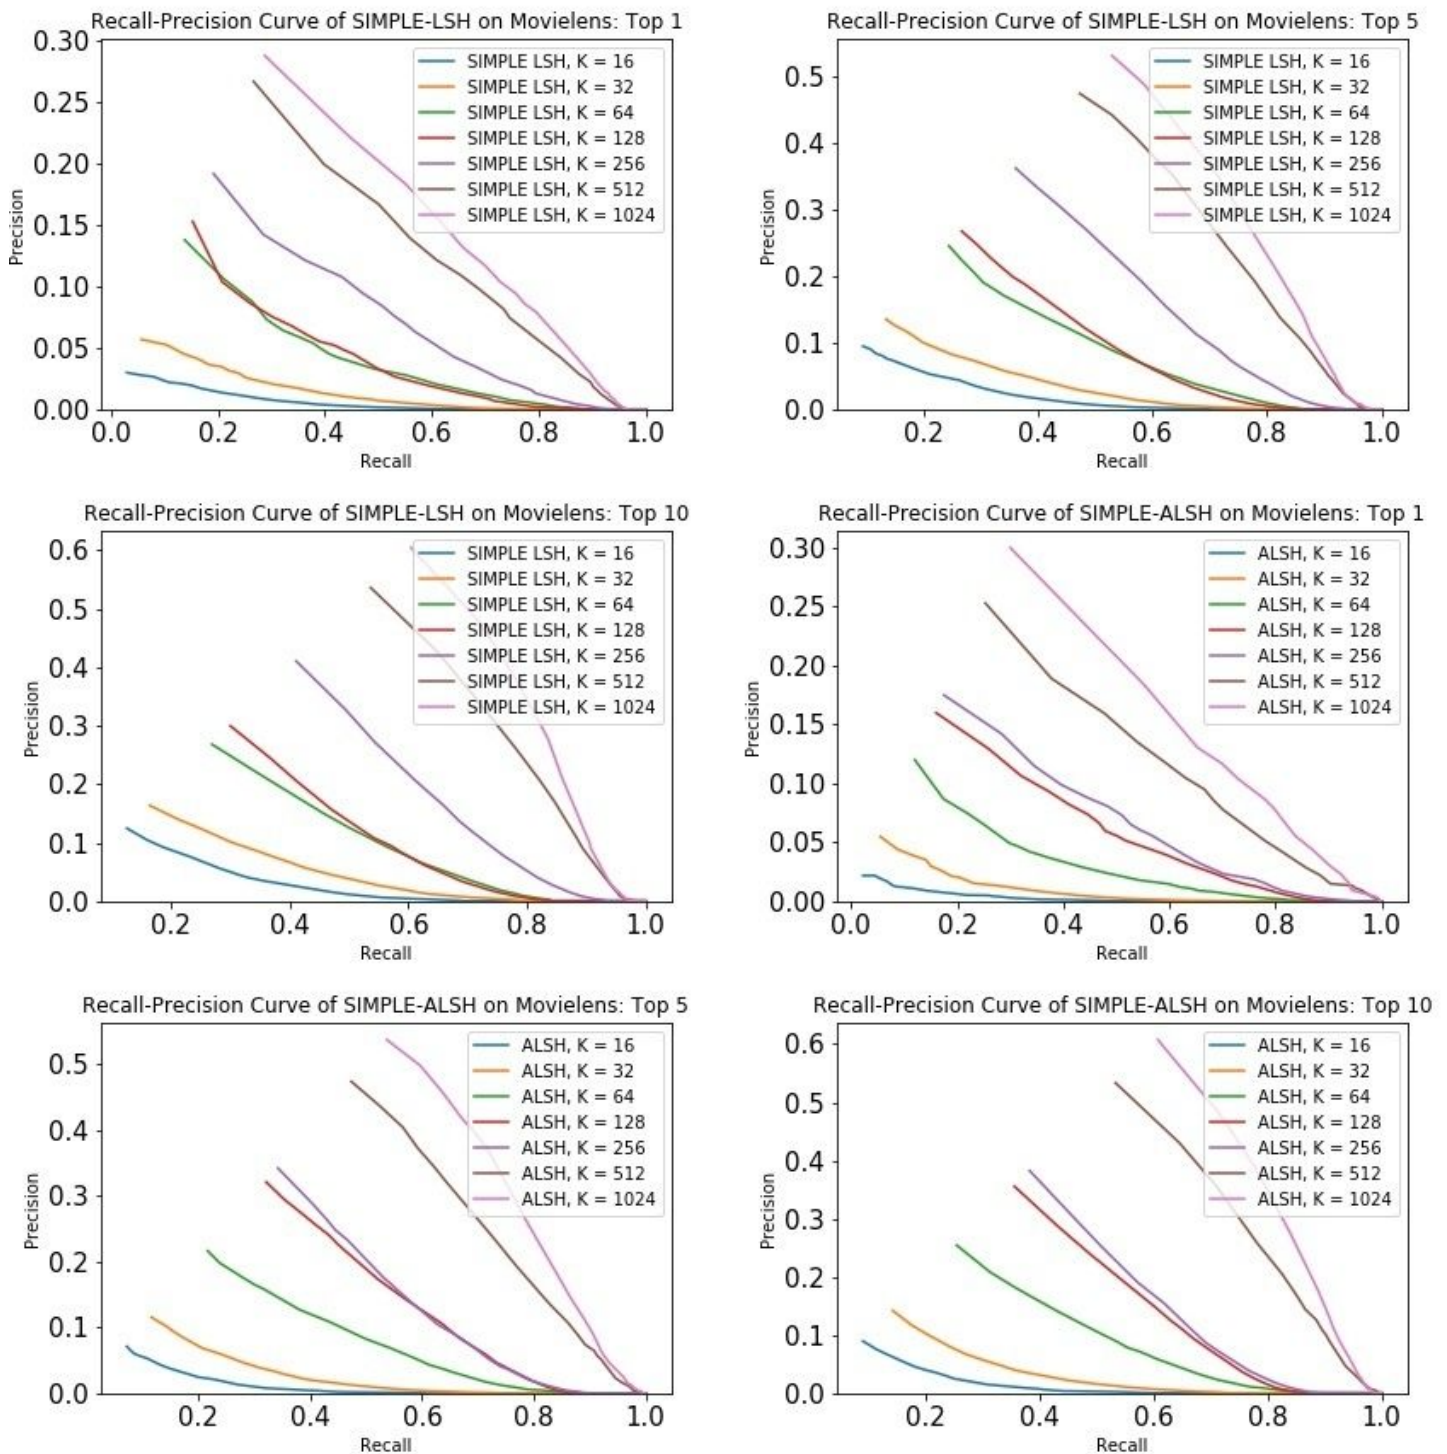 Recall-Precision Curve of SIMPLE-LSH on Movielens: Top 1
0.30
0.25
0.20
0.15
0.10
0.05
0.00
Precision
SIMPLE LSH, K = 16
SIMPLE LSH, K = 32
SIMPLE LSH, K = 64
SIMPLE LSH, K = 128
SIMPLE LSH, K = 256
SIMPLE LSH, K = 512
SIMPLE LSH, K = 1024
0.0 0.2 0.4 0.6 0.8 1.0
Recall
Recall-Precision Curve of SIMPLE-LSH on Movielens: Top 5
0.5
0.4
0.3
0.2
0.1
0.0
Precision
SIMPLE LSH, K = 16
SIMPLE LSH, K = 32
SIMPLE LSH, K = 64
SIMPLE LSH, K = 128
SIMPLE LSH, K = 256
SIMPLE LSH, K = 512
SIMPLE LSH, K = 1024
0.2 0.4 0.6 0.8 1.0
Recall
Recall-Precision Curve of SIMPLE-LSH on Movielens: Top 10
0.6
0.5
0.4
0.3
0.2
0.1
0.0
Precision
SIMPLE LSH, K = 16
SIMPLE LSH, K = 32
SIMPLE LSH, K = 64
SIMPLE LSH, K = 128
SIMPLE LSH, K = 256
SIMPLE LSH, K = 512
SIMPLE LSH, K = 1024
0.2 0.4 0.6 0.8 1.0
Recall
Recall-Precision Curve of SIMPLE-ALSH on Movielens: Top 1
0.30
0.25
0.20
0.15
0.10
0.05
0.00
Precision
ALSH, K = 16
ALSH, K = 32
ALSH, K = 64
ALSH, K = 128
ALSH, K = 256
ALSH, K = 512
ALSH, K = 1024
0.0 0.2 0.4 0.6 0.8 1.0
Recall
Recall-Precision Curve of SIMPLE-ALSH on Movielens: Top 5
0.5
0.4
0.3
0.2
0.1
0.0
Precision
ALSH, K = 16
ALSH, K = 32
ALSH, K = 64
ALSH, K = 128
ALSH, K = 256
ALSH, K = 512
ALSH, K = 1024
0.2 0.4 0.6 0.8 1.0
Recall
Recall-Precision Curve of SIMPLE-ALSH on Movielens: Top 10
0.6
0.5
0.4
0.3
0.2
0.1
0.0
Precision
ALSH, K = 16
ALSH, K = 32
ALSH, K = 64
ALSH, K = 128
ALSH, K = 256
ALSH, K = 512
ALSH, K = 1024
0.2 0.4 0.6 0.8 1.0
Recall